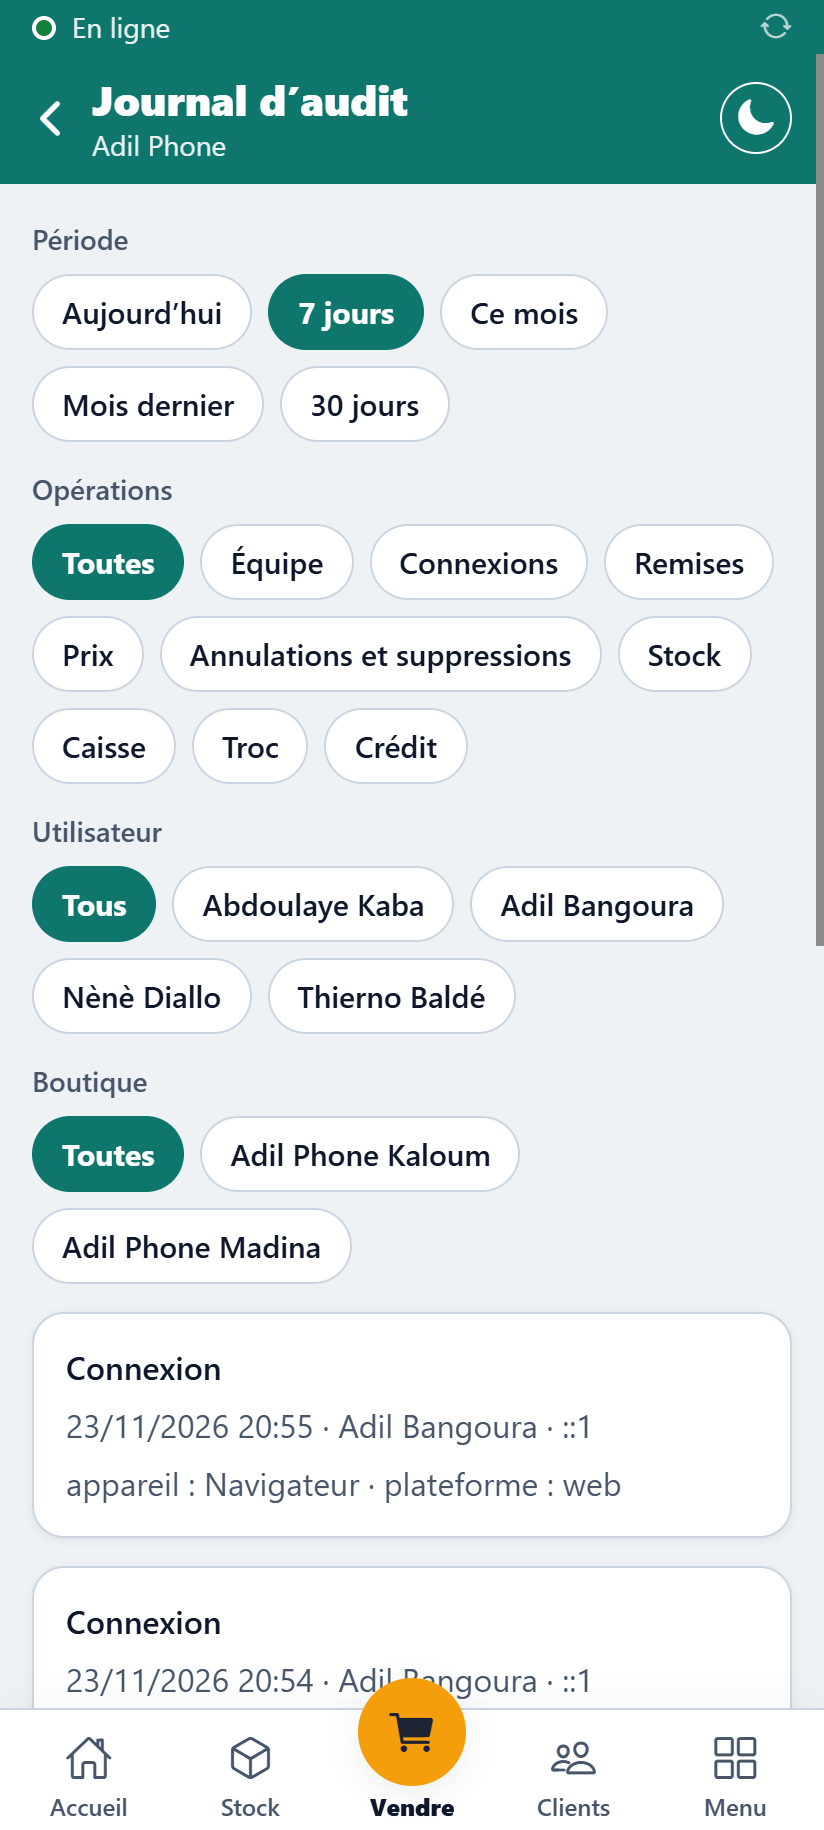 En ligne
Journal d’audit
Adil Phone
Période
Aujourd’hui 7 jours Ce mois
Mois dernier 30 jours
Opérations
Toutes Équipe Connexions Remises
Prix Annulations et suppressions Stock
Caisse Troc Crédit
Utilisateur
Tous Abdoulaye Kaba Adil Bangoura
Nènè Diallo Thierno Baldé
Boutique
Toutes Adil Phone Kaloum
Adil Phone Madina
Connexion
23/11/2026 20:55 · Adil Bangoura · ::1
appareil : Navigateur · plateforme : web
Connexion
23/11/2026 20:54 · Adil Bangoura · ::1
Accueil Stock Vendre Clients Menu